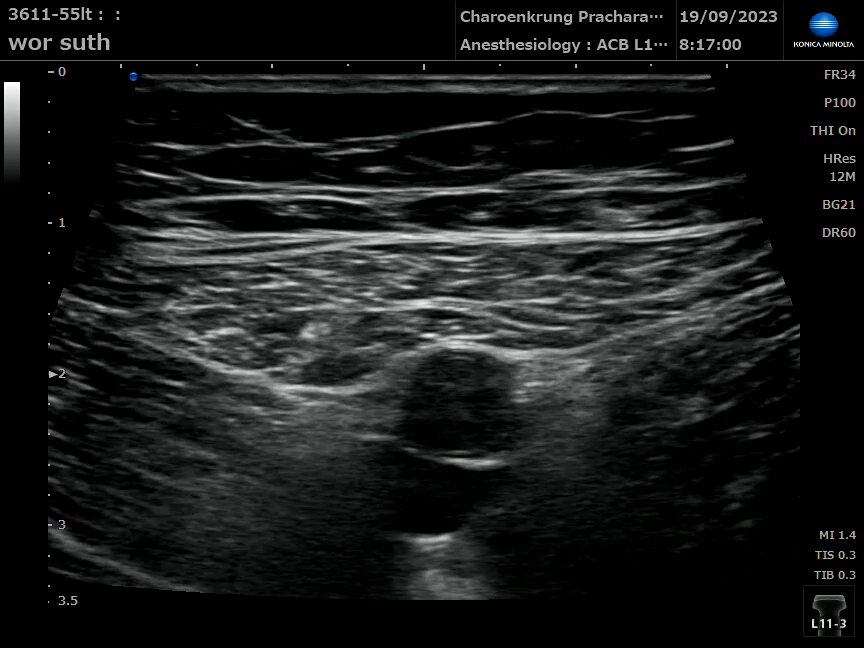 3611-55lt : :
wor suth
Charoenkrung Prachara···
Anesthesiology : ACB L1···
19/09/2023
8:17:00
KONICA MINOLTA
FR34
P100
THI On
HRes
12M
BG21
DR60
0
1
2
3
3.5
MI 1.4
TIS 0.3
TIB 0.3
L11-3